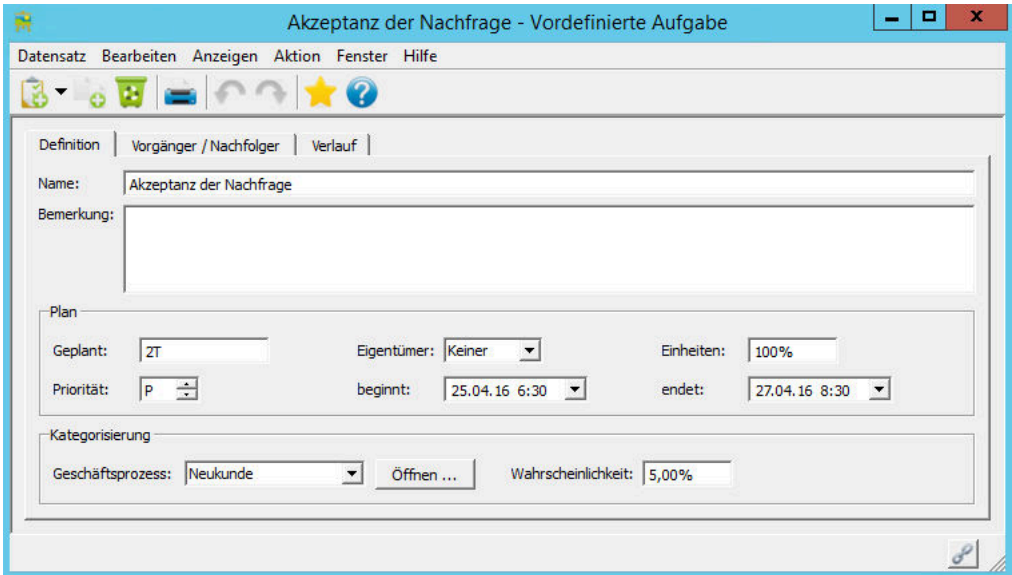 Akzeptanz der Nachfrage - Vordefinierte Aufgabe
Datensatz Bearbeiten Anzeigen Aktion Fenster Hilfe
Definition Vorgänger / Nachfolger Verlauf
Name: Akzeptanz der Nachfrage
Bemerkung:
Plan
Geplant: 2T Eigentümer: Keiner Einheiten: 100%
Priorität: P beginnt: 25.04.16 6:30 endet: 27.04.16 8:30
Kategorisierung
Geschäftsprozess: Neukunde Öffnen ... Wahrscheinlichkeit: 5,00%